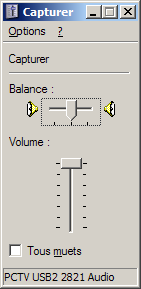 Capturer
Options ?
Capturer
Balance :
Volume :
Tous muets
PCTV USB2 2821 Audio